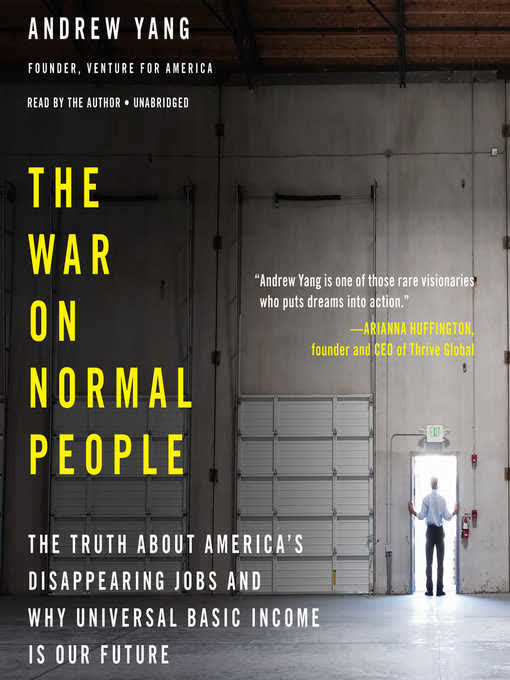 ANDREW YANG
FOUNDER, VENTURE FOR AMERICA
READ BY THE AUTHOR • UNABRIDGED
THE
WAR
ON
NORMAL
PEOPLE
“Andrew Yang is one of those rare visionaries
who puts dreams into action.”
—ARIANNA HUFFINGTON,
founder and CEO of Thrive Global
EXIT
THE TRUTH ABOUT AMERICA’S
DISAPPEARING JOBS AND
WHY UNIVERSAL BASIC INCOME
IS OUR FUTURE